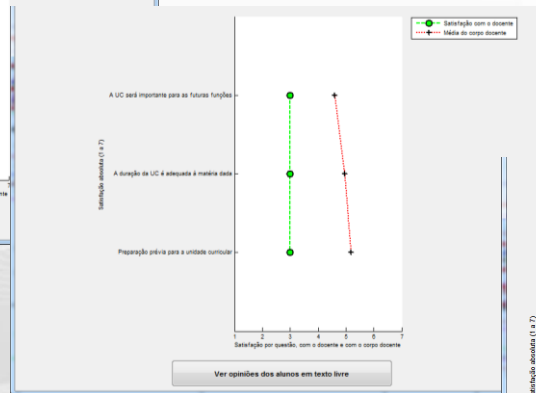 Satisfação com o docente
Média do corpo docente
A UC será importante para as futuras funções
A duração da UC é adequada à matéria dada
Preparação prévia para a unidade curricular
Satisfação absoluta (1 a 7)
1 2 3 4 5 6 7
Satisfação por questão, com o docente e com o corpo docente
Ver opiniões dos alunos em texto livre
satisfação absoluta (1 a 7)